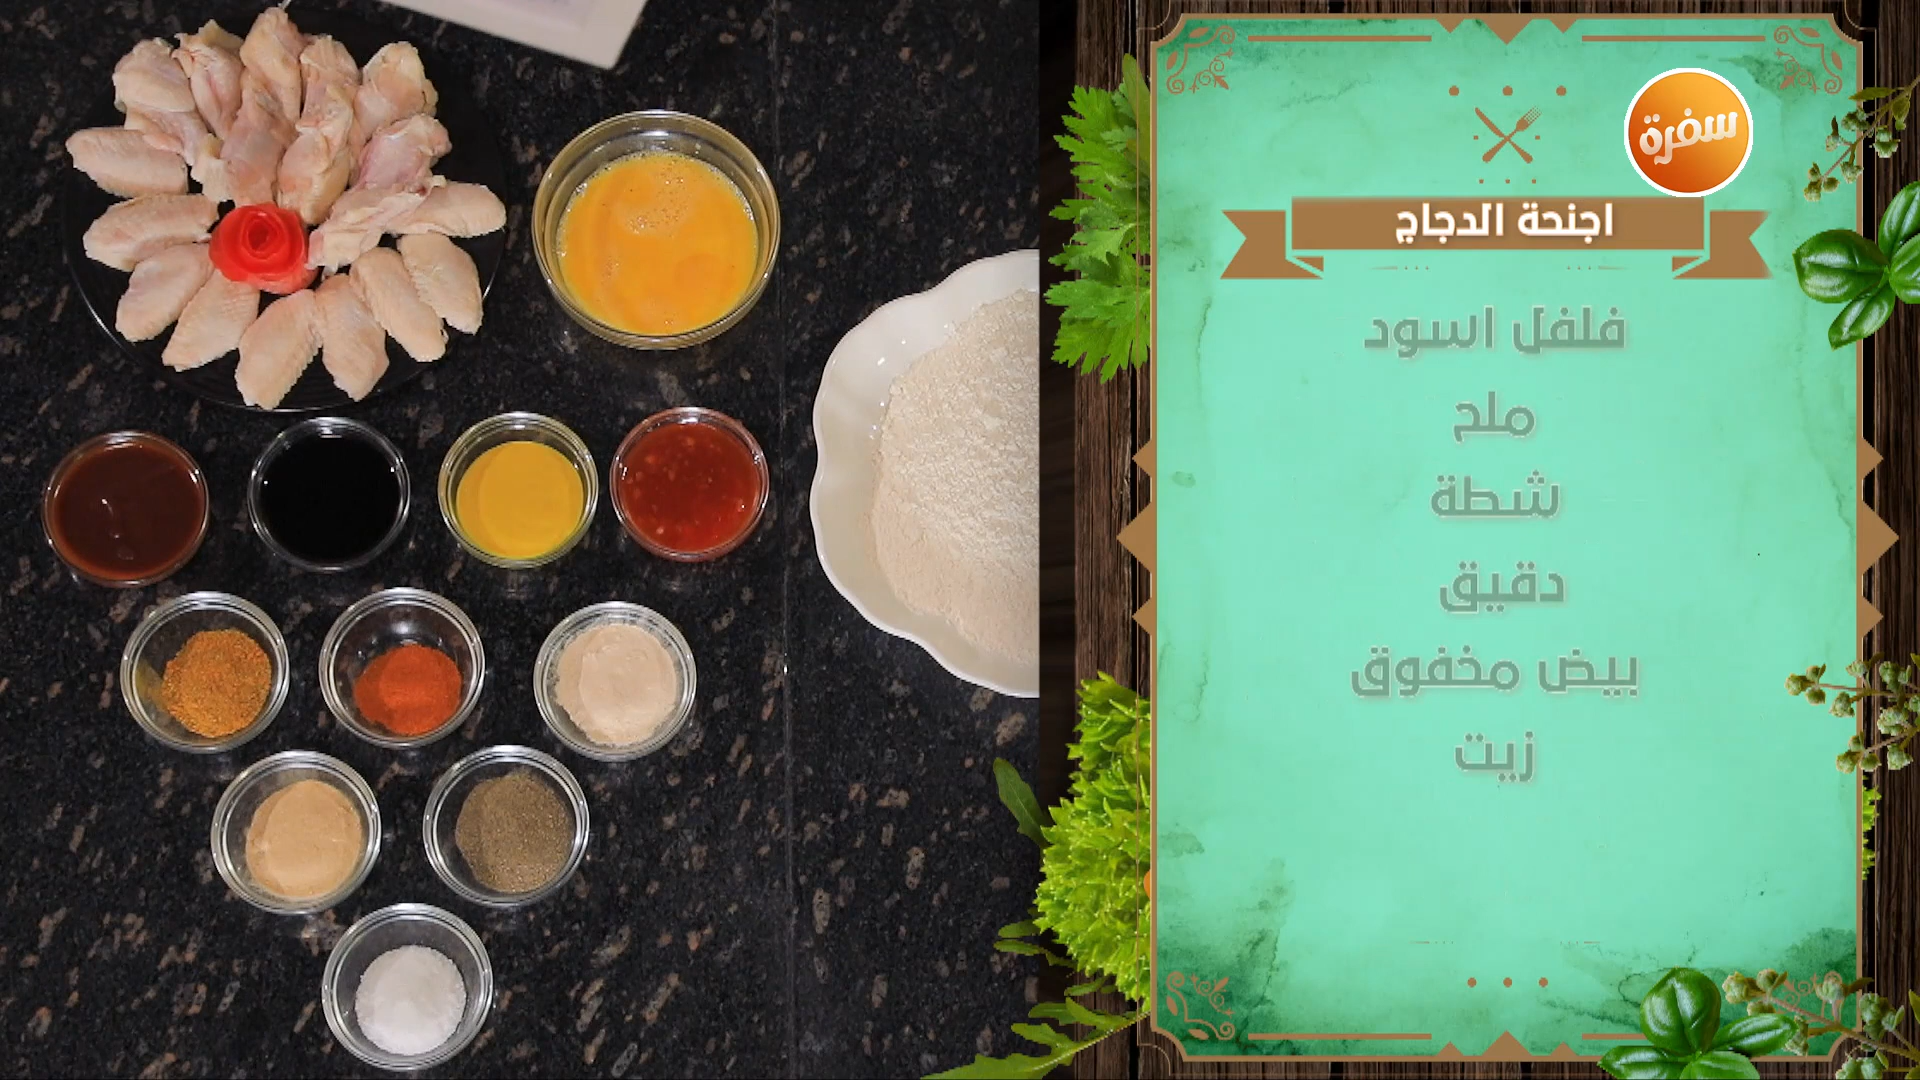 سفرة
اجنحة الدجاج
فلفل اسود
ملح
شطة
دقيق
بيض مخفوق
زيت